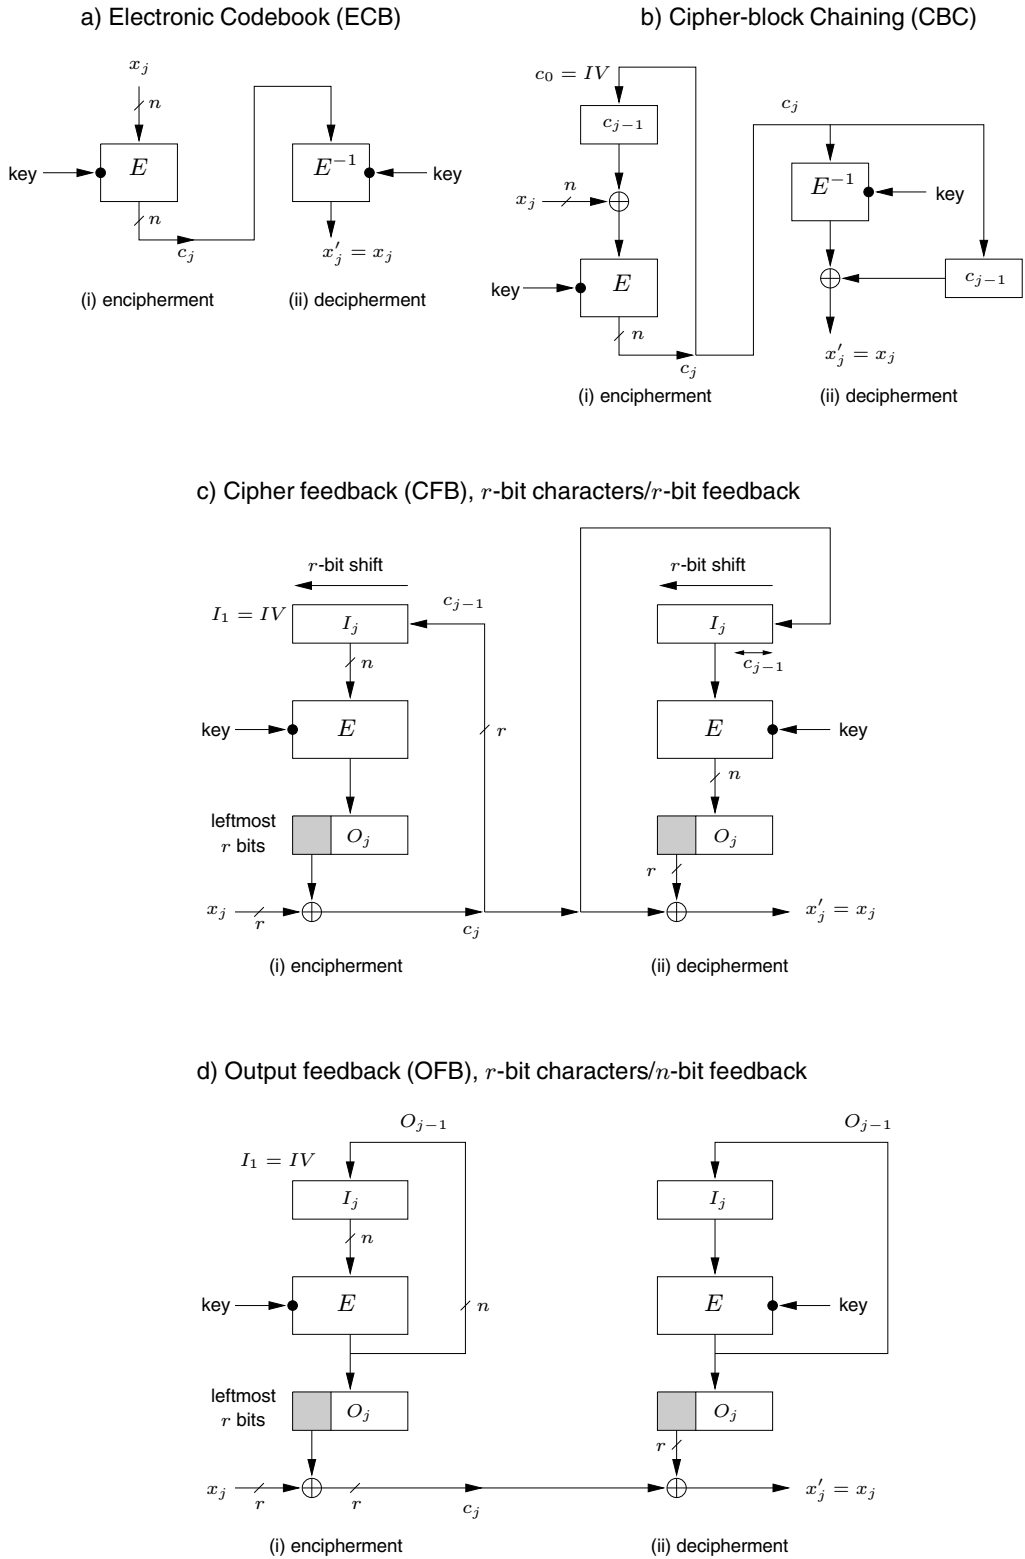 a) Electronic Codebook (ECB)
x_j
n
key
E
n
c_j
E^{-1}
key
x'_j = x_j
(i) encipherment
(ii) decipherment
b) Cipher-block Chaining (CBC)
c_0 = IV
c_{j-1}
x_j
n
key
E
n
c_j
(i) encipherment
c_j
E^{-1}
key
c_{j-1}
x'_j = x_j
(ii) decipherment
c) Cipher feedback (CFB), r-bit characters/r-bit feedback
r-bit shift
I_1 = IV
I_j
c_{j-1}
n
key
E
r
leftmost
r bits
O_j
x_j
r
c_j
(i) encipherment
r-bit shift
I_j
c_{j-1}
E
key
n
O_j
r
x'_j = x_j
(ii) decipherment
d) Output feedback (OFB), r-bit characters/n-bit feedback
O_{j-1}
I_1 = IV
I_j
n
key
E
n
leftmost
r bits
O_j
x_j
r
r
c_j
(i) encipherment
O_{j-1}
I_j
E
key
O_j
r
x'_j = x_j
(ii) decipherment